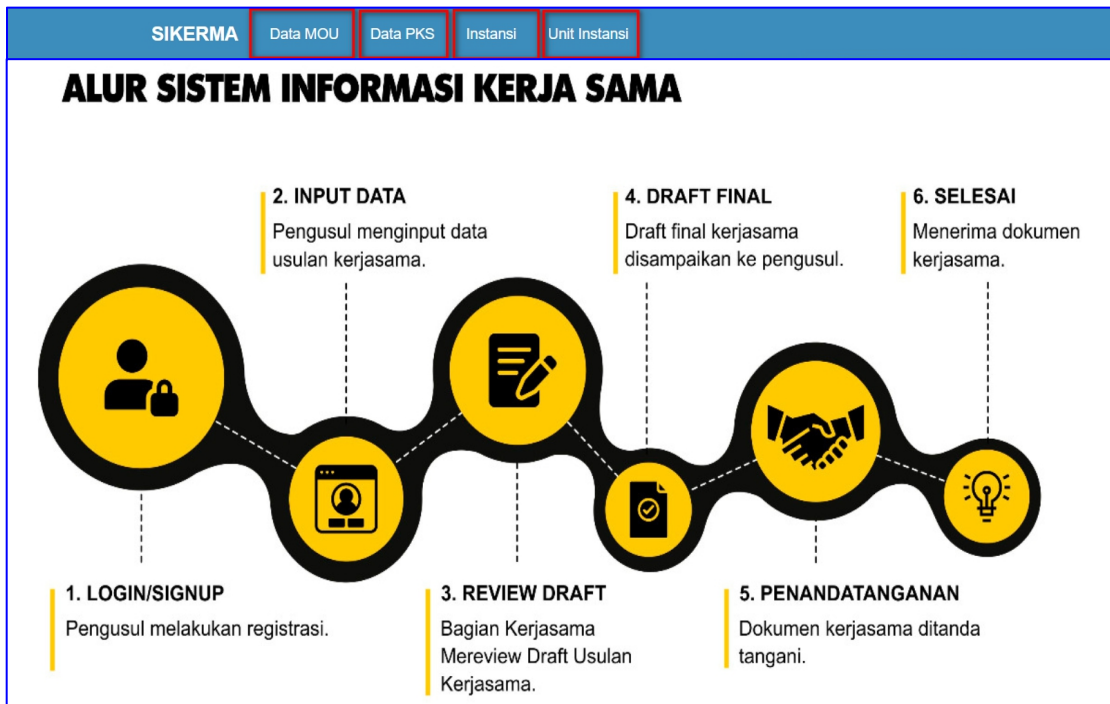 SIKERMA Data MOU Data PKS Instansi Unit Instansi
ALUR SISTEM INFORMASI KERJA SAMA
2. INPUT DATA
Pengusul menginput data
usulan kerjasama.
4. DRAFT FINAL
Draft final kerjasama
disampaikan ke pengusul.
6. SELESAI
Menerima dokumen
kerjasama.
1. LOGIN/SIGNUP
Pengusul melakukan registrasi.
3. REVIEW DRAFT
Bagian Kerjasama
Mereview Draft Usulan
Kerjasama.
5. PENANDATANGANAN
Dokumen kerjasama ditanda
tangani.